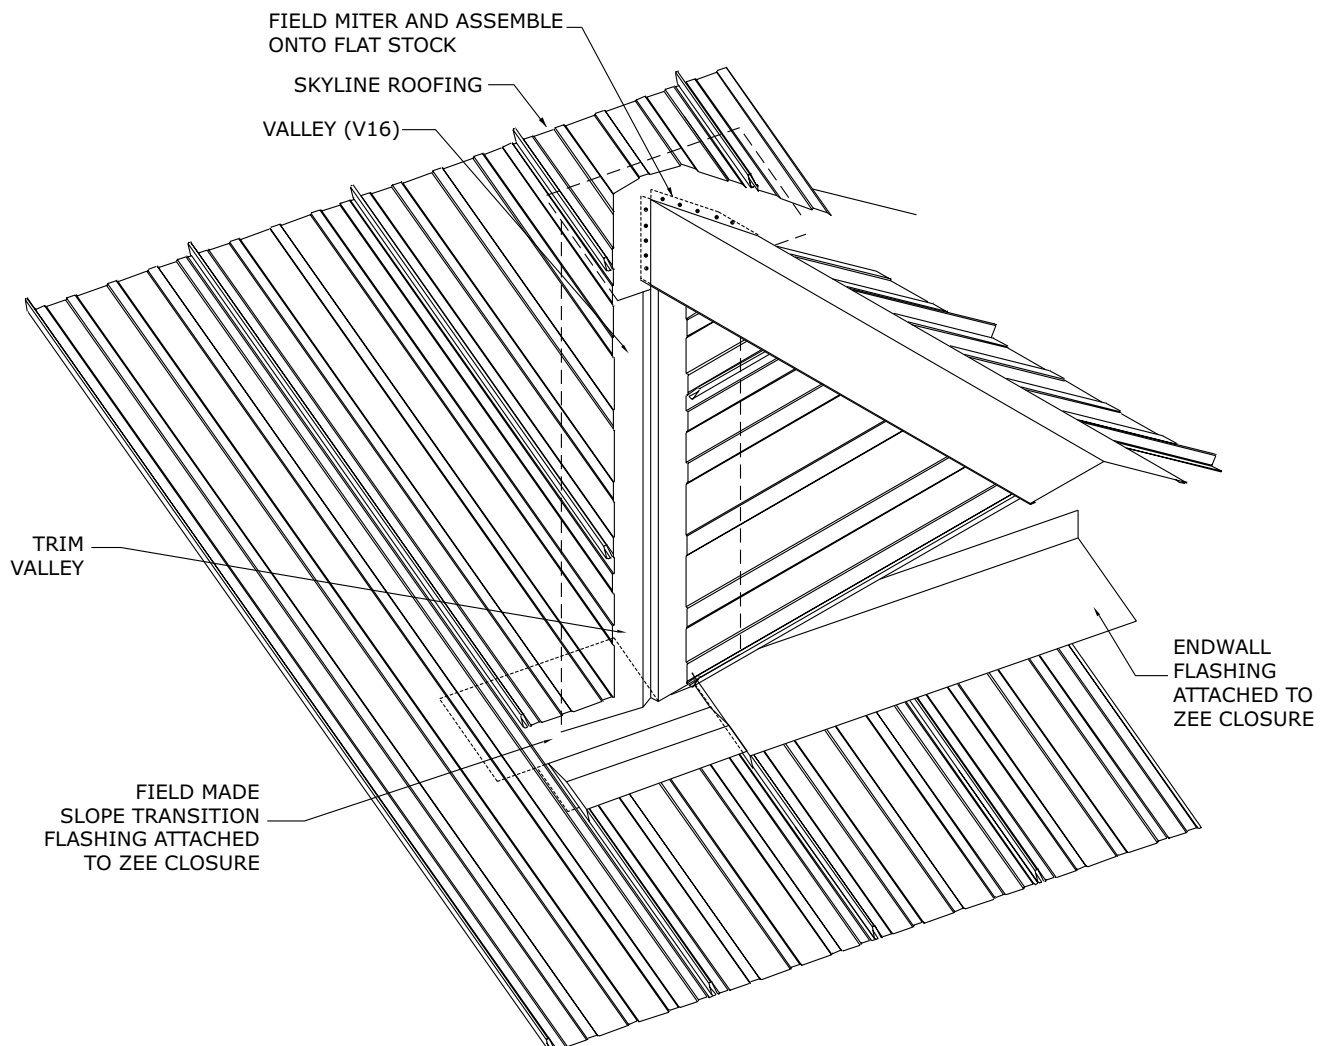 FIELD MITER AND ASSEMBLE
ONTO FLAT STOCK
SKYLINE ROOFING
VALLEY (V16)
TRIM
VALLEY
ENDWALL
FLASHING
ATTACHED TO
ZEE CLOSURE
FIELD MADE
SLOPE TRANSITION
FLASHING ATTACHED
TO ZEE CLOSURE